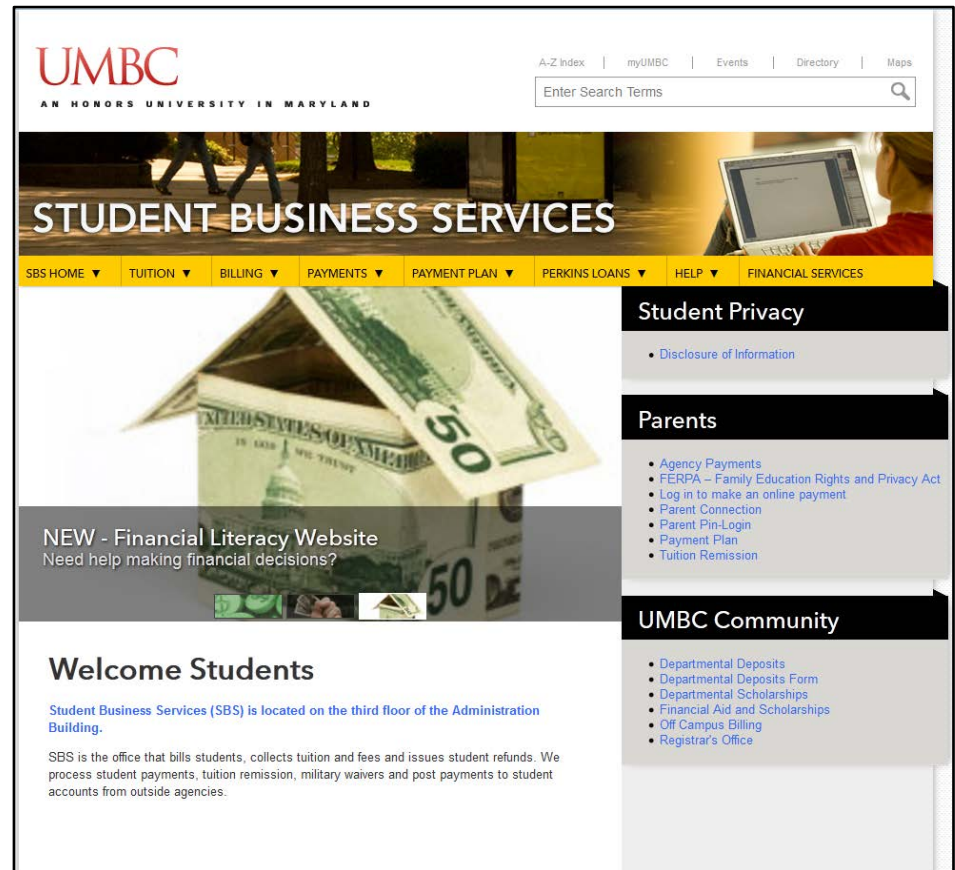 UMBC
AN HONORS UNIVERSITY IN MARYLAND
A-Z Index | myUMBC | Events | Directory | Maps
Enter Search Terms
STUDENT BUSINESS SERVICES
SBS HOME ▼ TUITION ▼ BILLING ▼ PAYMENTS ▼ PAYMENT PLAN ▼ PERKINS LOANS ▼ HELP ▼ FINANCIAL SERVICES
UNITED STATES OF AMERICA
50
50
NEW - Financial Literacy Website
Need help making financial decisions?
Welcome Students
Student Business Services (SBS) is located on the third floor of the Administration
Building.
SBS is the office that bills students, collects tuition and fees and issues student refunds. We
process student payments, tuition remission, military waivers and post payments to student
accounts from outside agencies.
Student Privacy
• Disclosure of Information
Parents
• Agency Payments
• FERPA – Family Education Rights and Privacy Act
• Log in to make an online payment
• Parent Connection
• Parent Pin-Login
• Payment Plan
• Tuition Remission
UMBC Community
• Departmental Deposits
• Departmental Deposits Form
• Departmental Scholarships
• Financial Aid and Scholarships
• Off Campus Billing
• Registrar's Office